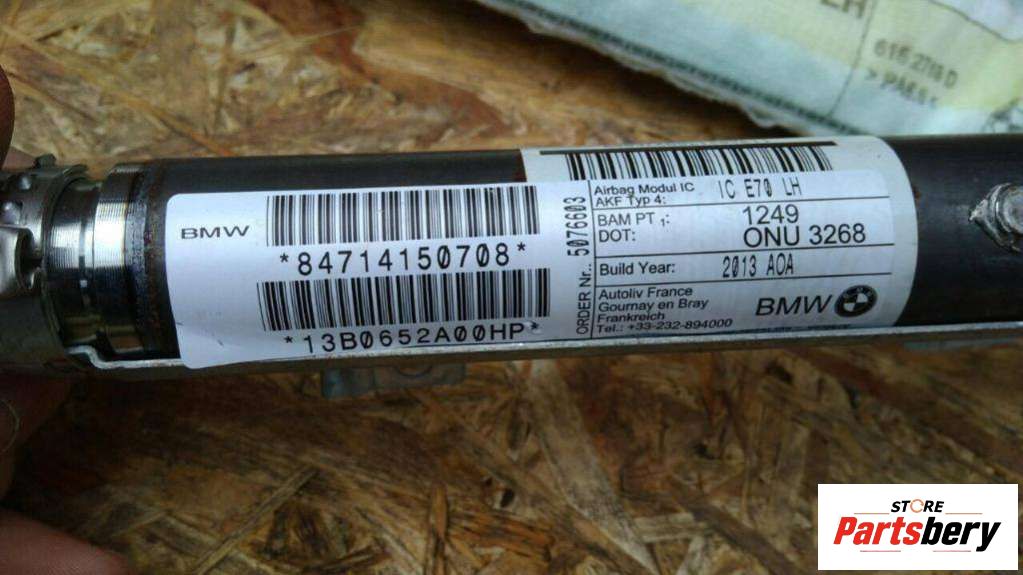 BMW
*84714150708*
*13B0652A00HP*
ORDER Nr.: 5076603
Airbag Modul IC IC E70 LH
AKF Typ 4:
BAM PT 1: 1249
DOT: ONU 3268
Build Year: 2013 AOA
Autoliv France
Gournay en Bray
Frankreich
Tel.: +33-232-894000
BMW
STORE
Partsbery